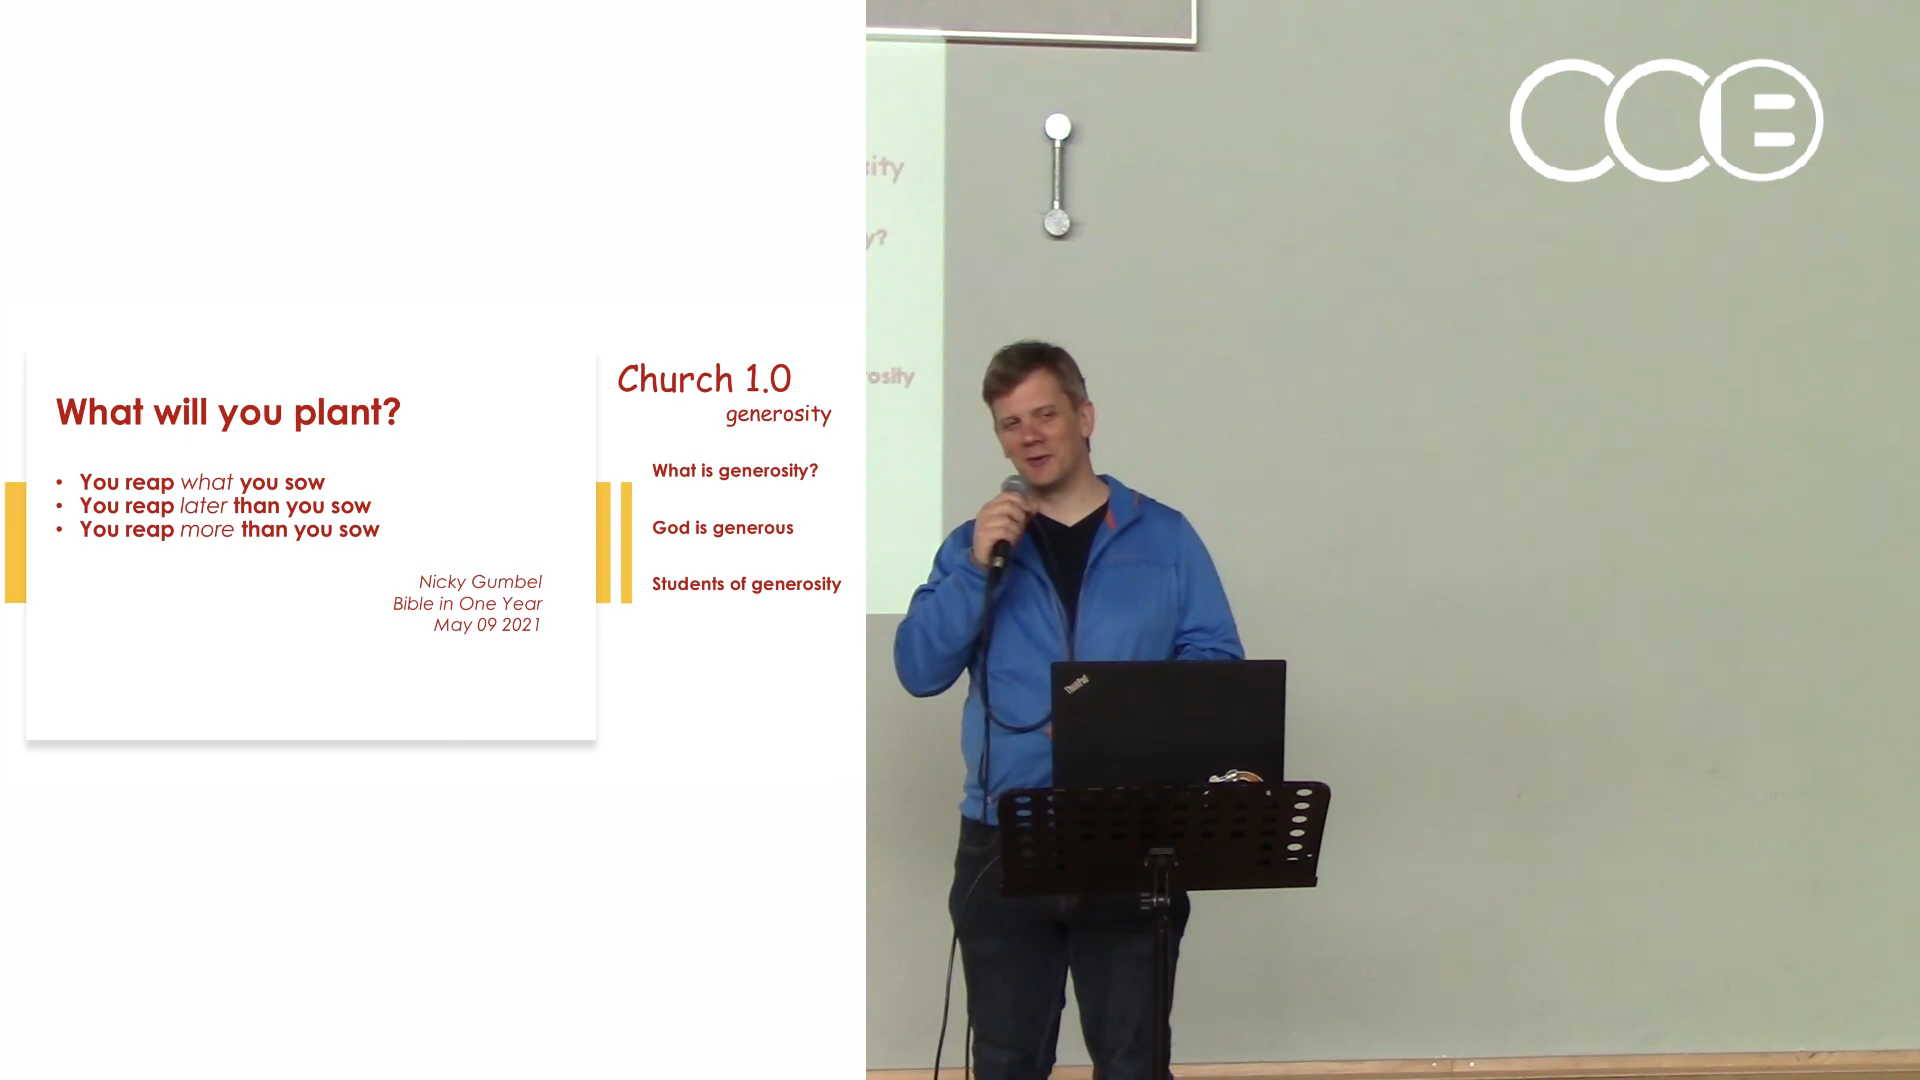 What will you plant?
• You reap what you sow
• You reap later than you sow
• You reap more than you sow
Nicky Gumbel
Bible in One Year
May 09 2021
Church 1.0
generosity
What is generosity?
God is generous
Students of generosity
sity
y?
osity
CCB
ThinkPad